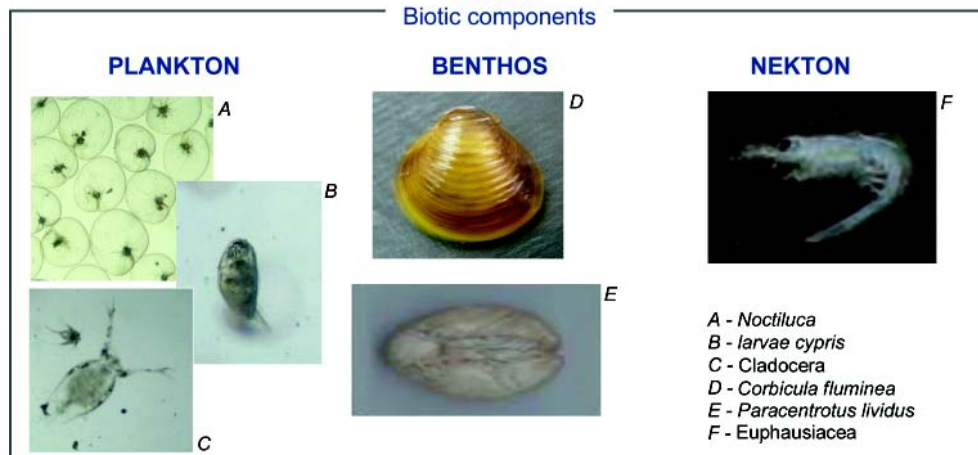 Biotic components
PLANKTON
BENTHOS
NEKTON
A
B
C
D
E
F
A - Noctiluca
B - larvae cypris
C - Cladocera
D - Corbicula fluminea
E - Paracentrotus lividus
F - Euphausiacea